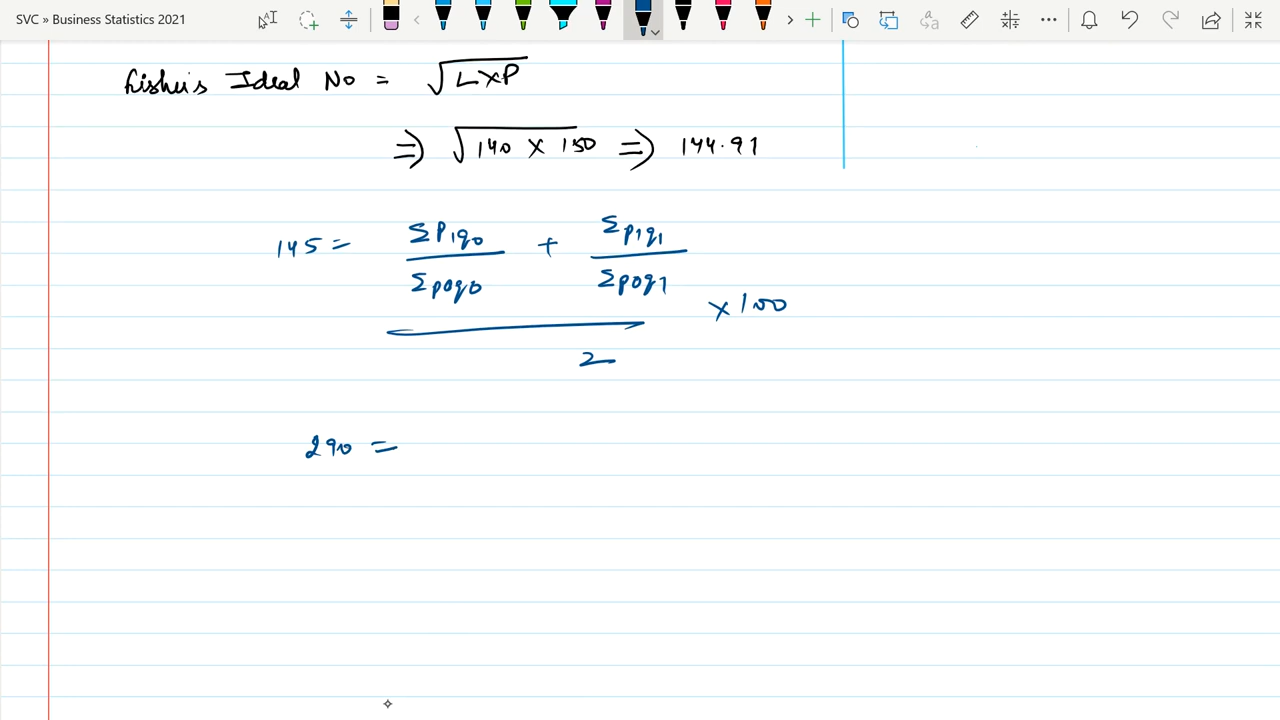 SVC » Business Statistics 2021
Fisher's Ideal No = √L×P
⇒ √140 × 150 ⇒ 144.91
145 = Σp1q0 / Σp0q0 + Σp1q1 / Σp0q1 × 100
2
290 =